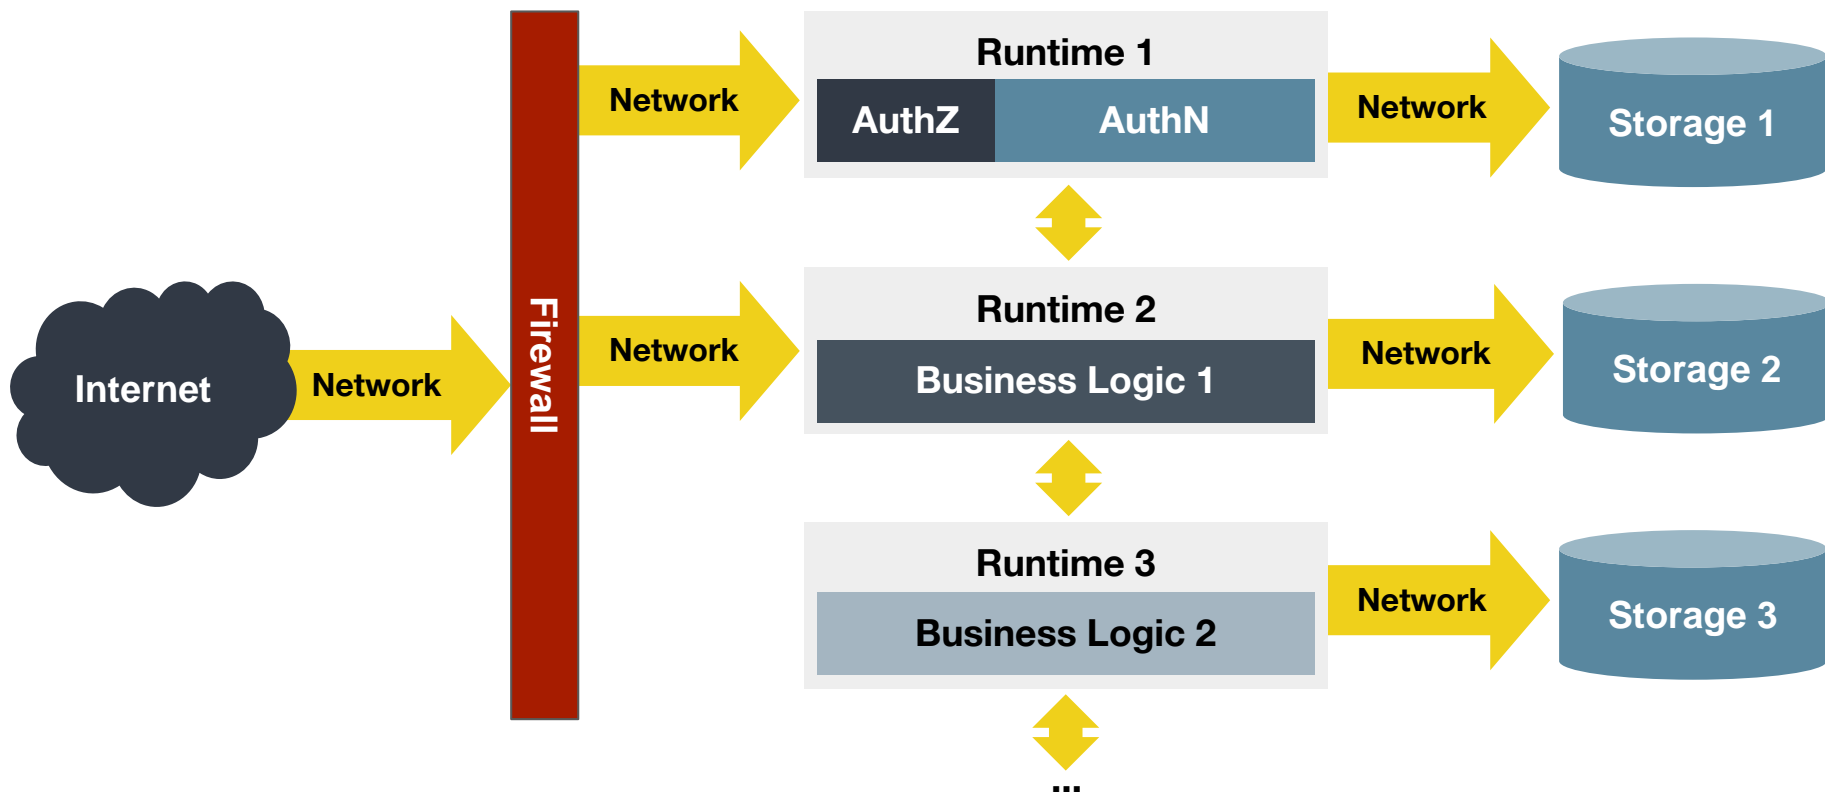 Runtime 1
Network
AuthZ
AuthN
Network
Storage 1
Internet
Network
Firewall
Network
Runtime 2
Business Logic 1
Network
Storage 2
Runtime 3
Business Logic 2
Network
Storage 3
...